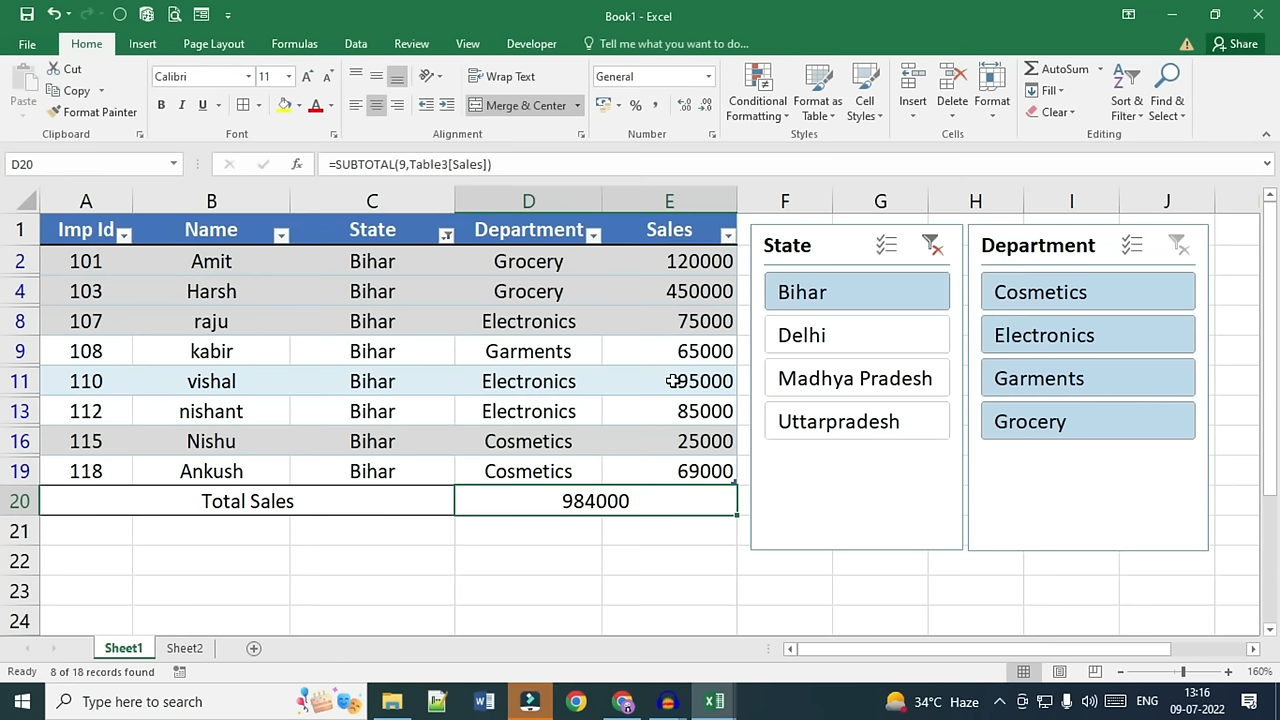 Book1 - Excel
Share
File Home Insert Page Layout Formulas Data Review View Developer Tell me what you want to do...
Paste
Cut
Copy
Format Painter
Calibri 11
B I U
Wrap Text
Merge & Center
General
Conditional Formatting
Format as Table
Cell Styles
Insert Delete Format
AutoSum
Fill
Clear
Sort & Filter
Find & Select
Clipboard Font Alignment Number Styles Cells Editing
D20 fx =SUBTOTAL(9,Table3[Sales])
A B C D E F G H I J
1 Imp Id Name State Department Sales
2 101 Amit Bihar Grocery 120000
4 103 Harsh Bihar Grocery 450000
8 107 raju Bihar Electronics 75000
9 108 kabir Bihar Garments 65000
11 110 vishal Bihar Electronics 95000
13 112 nishant Bihar Electronics 85000
16 115 Nishu Bihar Cosmetics 25000
19 118 Ankush Bihar Cosmetics 69000
20 Total Sales 984000
21
22
23
24
State
Bihar
Delhi
Madhya Pradesh
Uttarpradesh
Department
Cosmetics
Electronics
Garments
Grocery
Sheet1 Sheet2
Ready 8 of 18 records found 160%
Type here to search
34°C Haze
ENG
13:16
09-07-2022